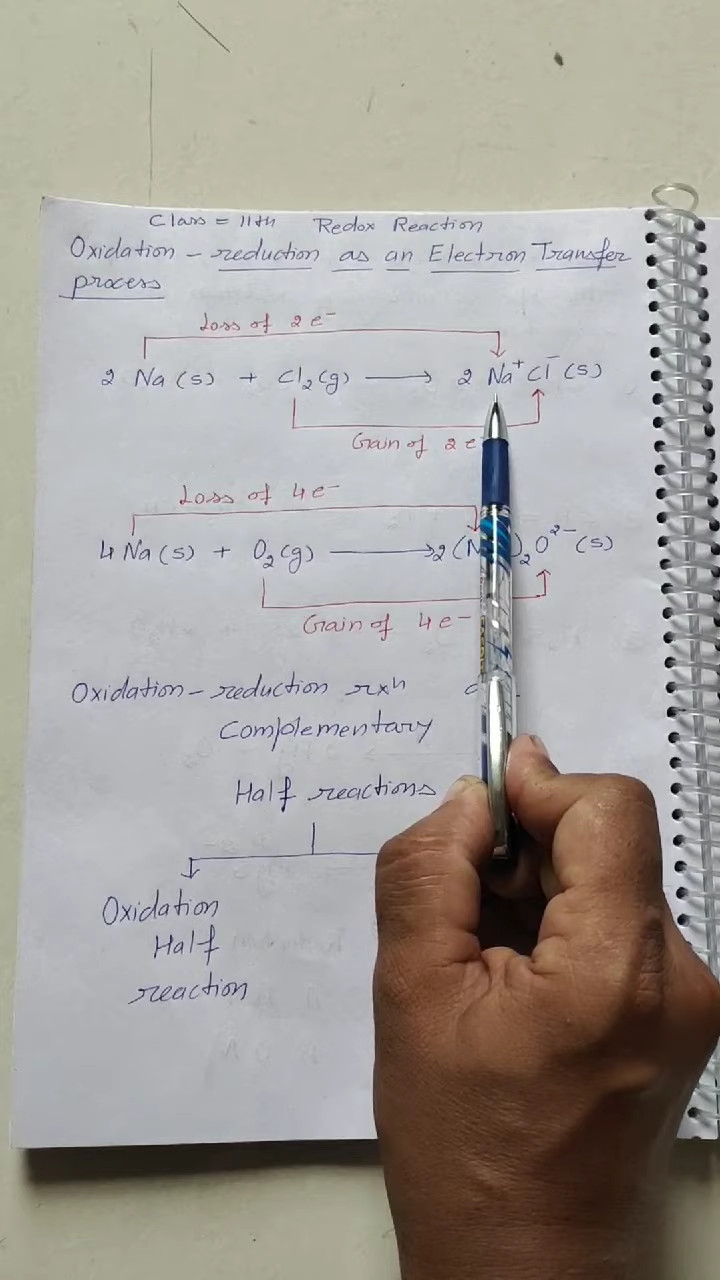 Class = 11th Redox Reaction
Oxidation - reduction as an Electron Transfer
process
Loss of 2e⁻
2 Na(s) + Cl₂(g) → 2 Na⁺Cl⁻(s)
Gain of 2e
Loss of 4e⁻
4 Na(s) + O₂(g) → 2(N )₂O²⁻(s)
Gain of 4e⁻
Oxidation - reduction rxn
Complementary
Half reactions
Oxidation
Half
reaction